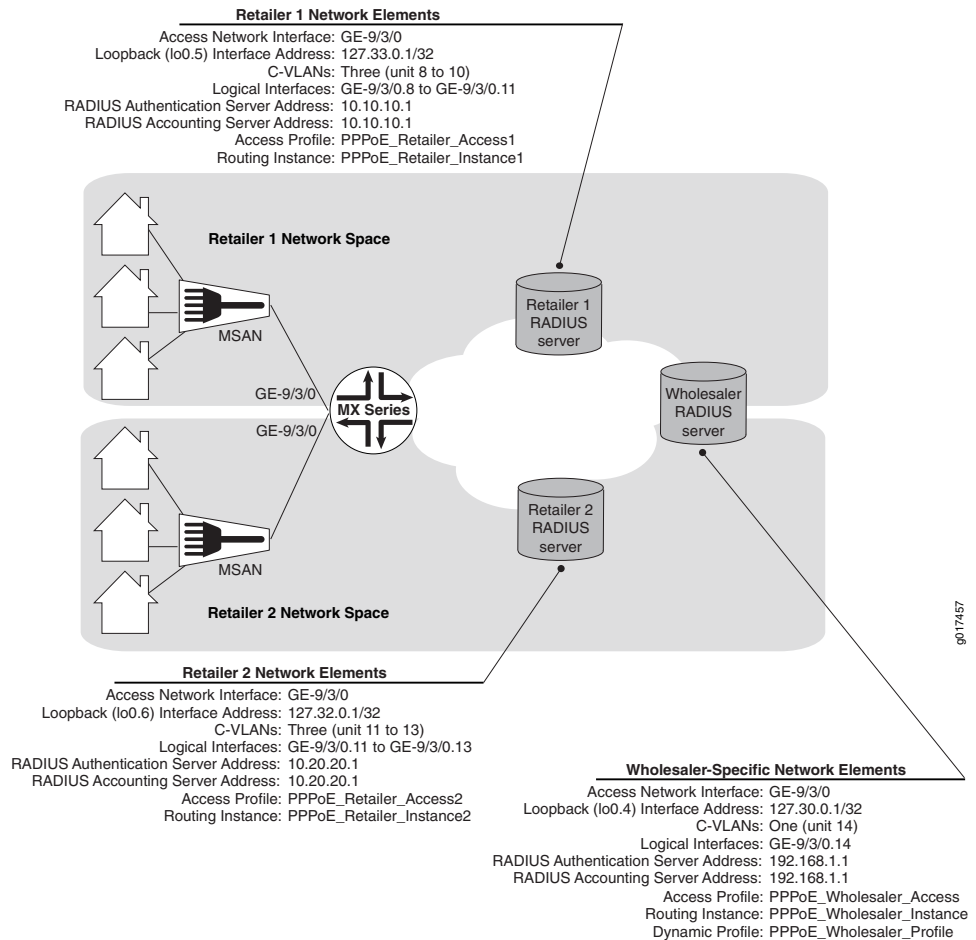 Retailer 1 Network Elements
Access Network Interface: GE-9/3/0
Loopback (lo0.5) Interface Address: 127.33.0.1/32
C-VLANs: Three (unit 8 to 10)
Logical Interfaces: GE-9/3/0.8 to GE-9/3/0.11
RADIUS Authentication Server Address: 10.10.10.1
RADIUS Accounting Server Address: 10.10.10.1
Access Profile: PPPoE_Retailer_Access1
Routing Instance: PPPoE_Retailer_Instance1
Retailer 1 Network Space
MSAN
Retailer 1
RADIUS
server
GE-9/3/0
MX Series
GE-9/3/0
Wholesaler
RADIUS
server
Retailer 2
RADIUS
server
MSAN
Retailer 2 Network Space
g017457
Retailer 2 Network Elements
Access Network Interface: GE-9/3/0
Loopback (lo0.6) Interface Address: 127.32.0.1/32
C-VLANs: Three (unit 11 to 13)
Logical Interfaces: GE-9/3/0.11 to GE-9/3/0.13
RADIUS Authentication Server Address: 10.20.20.1
RADIUS Accounting Server Address: 10.20.20.1
Access Profile: PPPoE_Retailer_Access2
Routing Instance: PPPoE_Retailer_Instance2
Wholesaler-Specific Network Elements
Access Network Interface: GE-9/3/0
Loopback (lo0.4) Interface Address: 127.30.0.1/32
C-VLANs: One (unit 14)
Logical Interfaces: GE-9/3/0.14
RADIUS Authentication Server Address: 192.168.1.1
RADIUS Accounting Server Address: 192.168.1.1
Access Profile: PPPoE_Wholesaler_Access
Routing Instance: PPPoE_Wholesaler_Instance
Dynamic Profile: PPPoE_Wholesaler_Profile